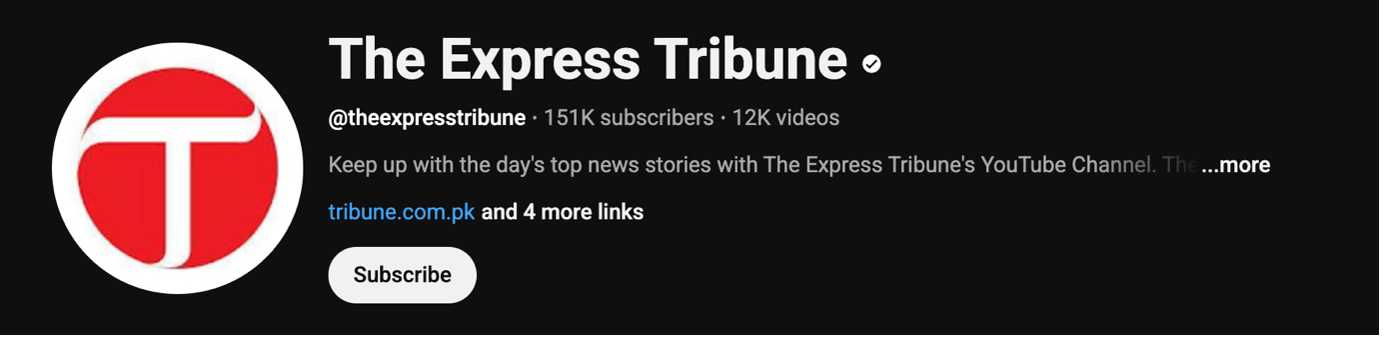 The Express Tribune
@theexpresstribune · 151K subscribers · 12K videos
Keep up with the day's top news stories with The Express Tribune's YouTube Channel. The ...more
tribune.com.pk and 4 more links
Subscribe